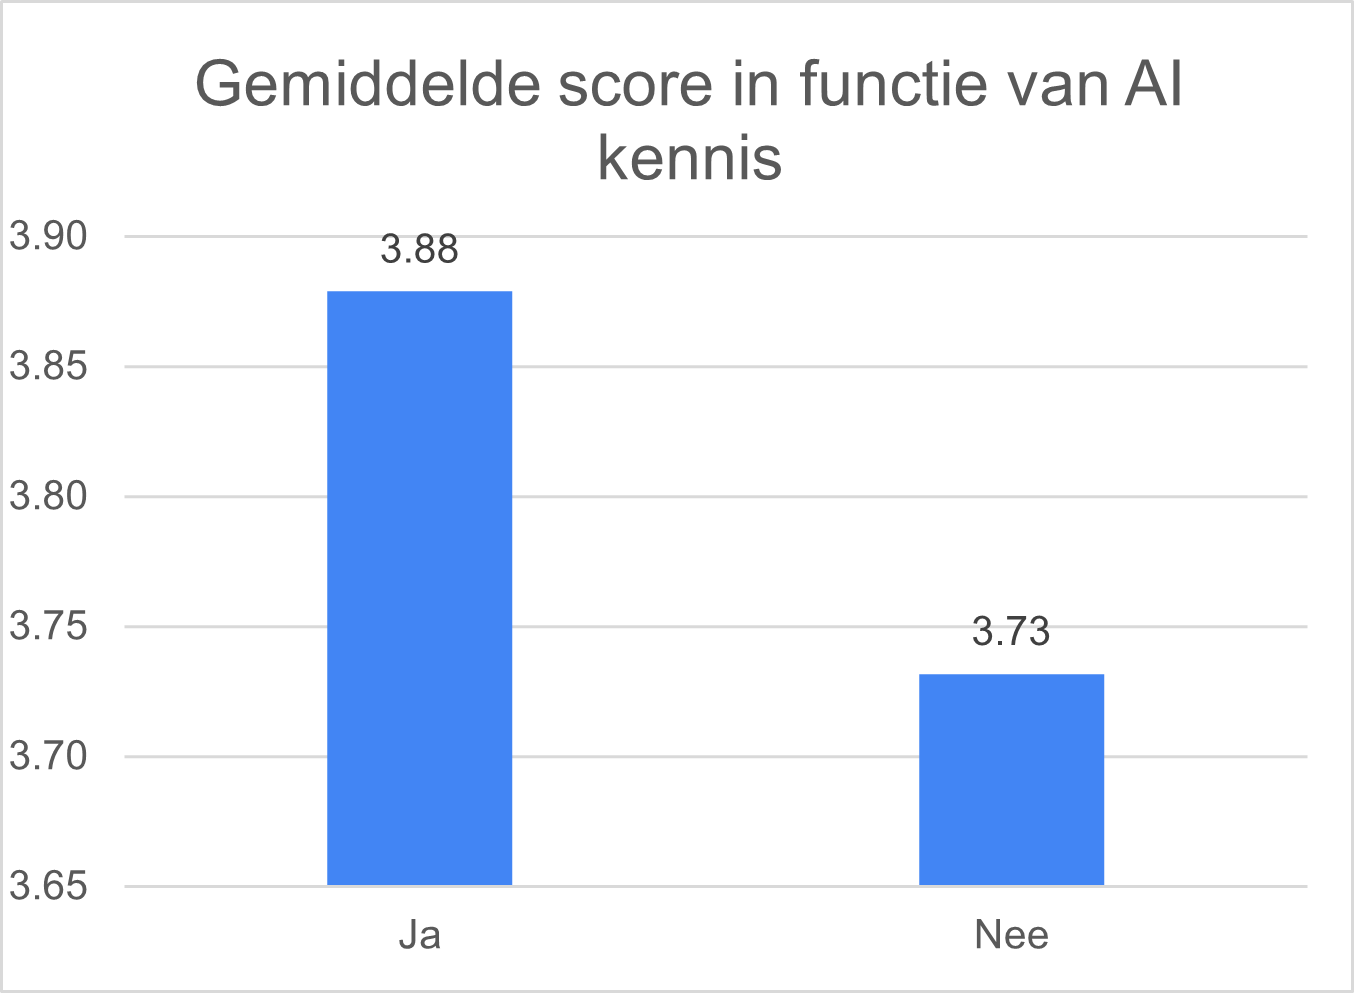 Gemiddelde score in functie van AI
kennis
3.90
3.88
3.85
3.80
3.75
3.73
3.70
3.65
Ja
Nee